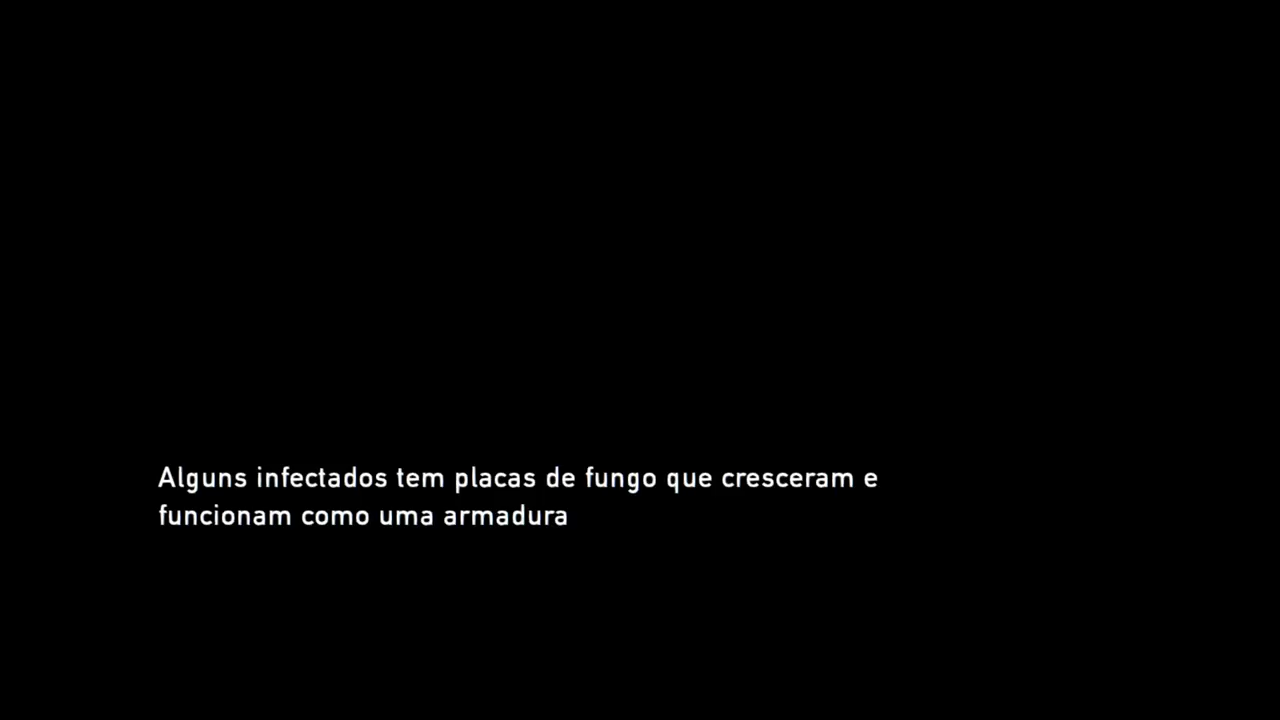 Alguns infectados tem placas de fungo que cresceram e
funcionam como uma armadura